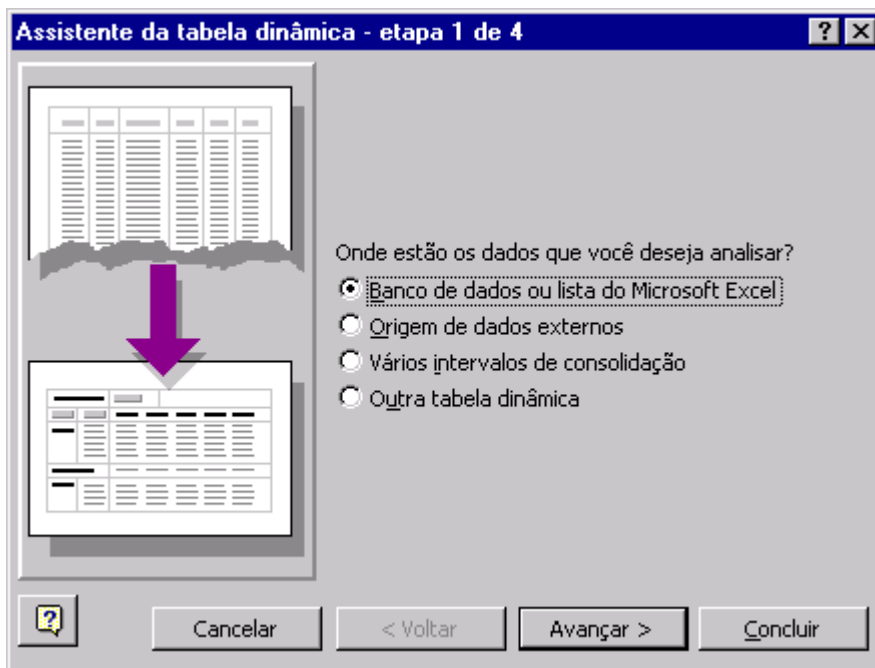 Assistente da tabela dinâmica - etapa 1 de 4
Onde estão os dados que você deseja analisar?
Banco de dados ou lista do Microsoft Excel
Origem de dados externos
Vários intervalos de consolidação
Outra tabela dinâmica
Cancelar
< Voltar
Avançar >
Concluir